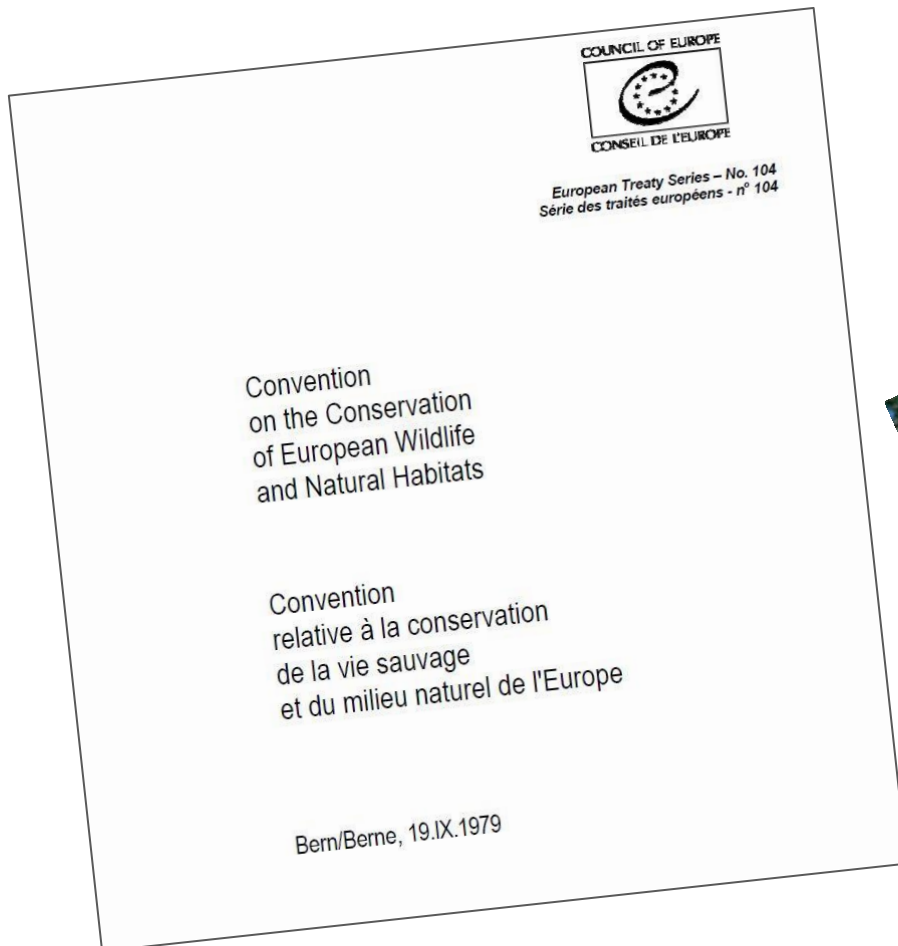 COUNCIL OF EUROPE
CONSEIL DE L'EUROPE
European Treaty Series – No. 104
Série des traités européens - n° 104
Convention
on the Conservation
of European Wildlife
and Natural Habitats
Convention
relative à la conservation
de la vie sauvage
et du milieu naturel de l'Europe
Bern/Berne, 19.IX.1979